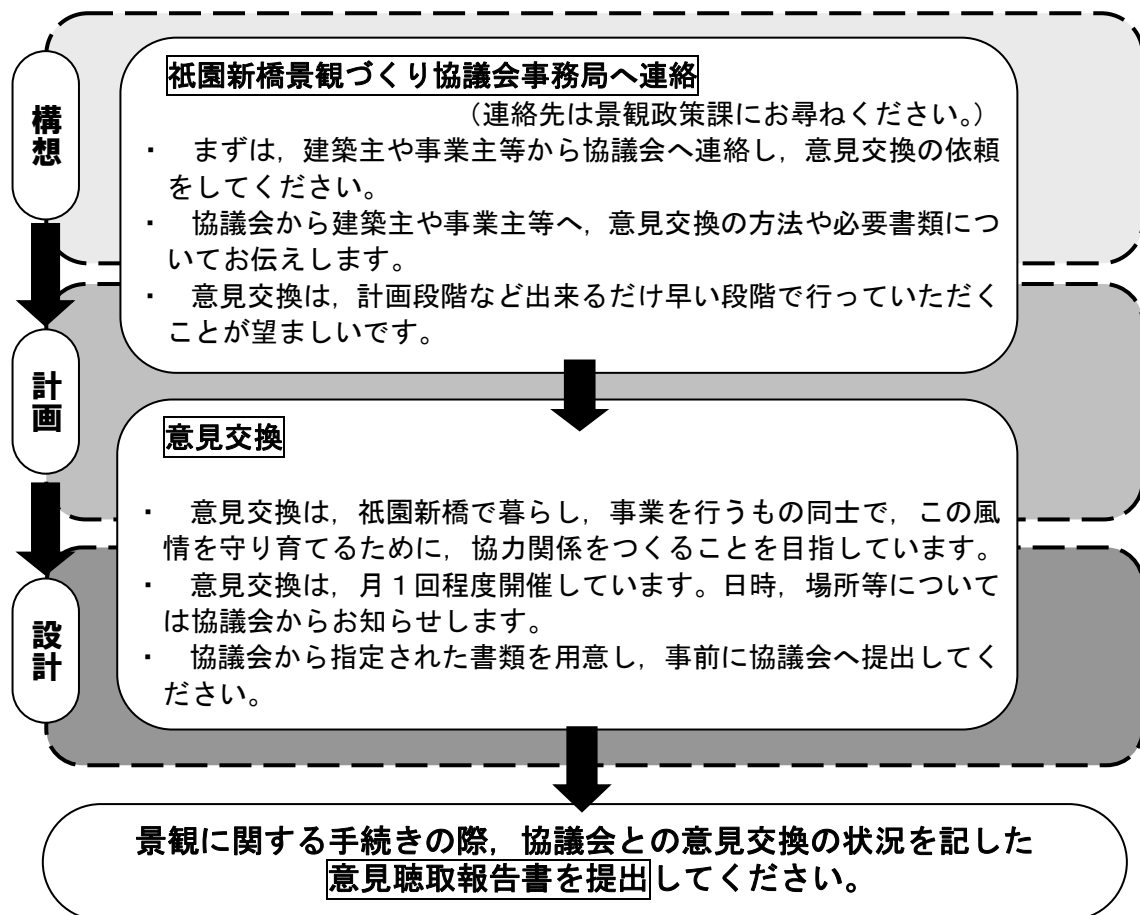 構想
祇園新橋景観づくり協議会事務局へ連絡
（連絡先は景観政策課にお尋ねください。）
・　まずは，建築主や事業主等から協議会へ連絡し，意見交換の依頼
をしてください。
・　協議会から建築主や事業主等へ，意見交換の方法や必要書類につ
いてお伝えします。
・　意見交換は，計画段階など出来るだけ早い段階で行っていただく
ことが望ましいです。
計画
意見交換
・　意見交換は，祇園新橋で暮らし，事業を行うもの同士で，この風
情を守り育てるために，協力関係をつくることを目指しています。
・　意見交換は，月１回程度開催しています。日時，場所等について
は協議会からお知らせします。
・　協議会から指定された書類を用意し，事前に協議会へ提出してく
ださい。
設計
景観に関する手続きの際，協議会との意見交換の状況を記した
意見聴取報告書を提出してください。